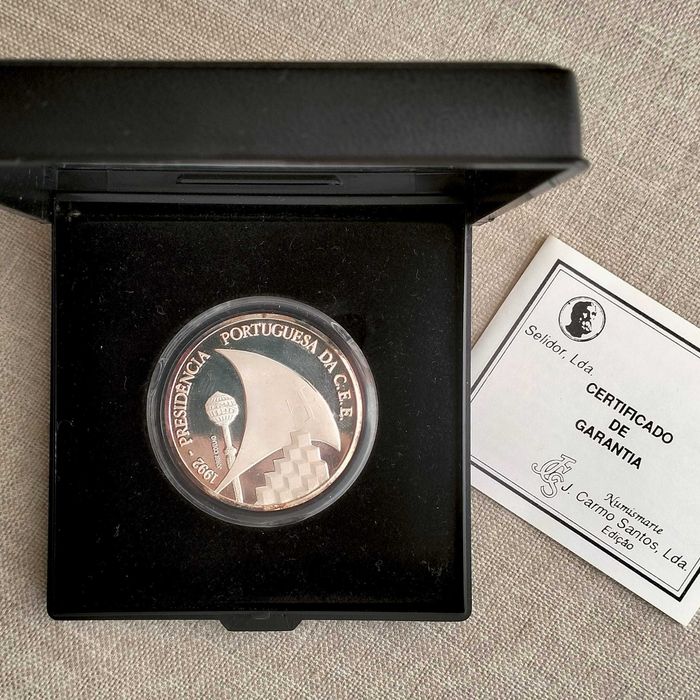 1992 - PRESIDÊNCIA PORTUGUESA DA C.E.E.
Selidor, Lda.
CERTIFICADO
DE
GARANTIA
Numismarte
J. Carmo Santos, Lda.
Edição